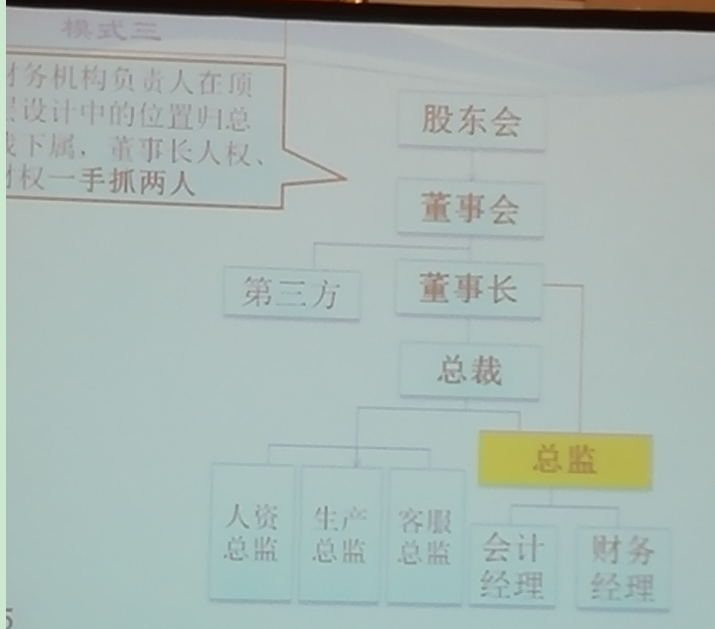 模式三
财务机构负责人在顶
层设计中的位置归总
裁下属，董事长人权、
财权一手抓两人
股东会
董事会
第三方
董事长
总裁
总监
人资
总监
生产
总监
客服
总监
会计
经理
财务
经理
5